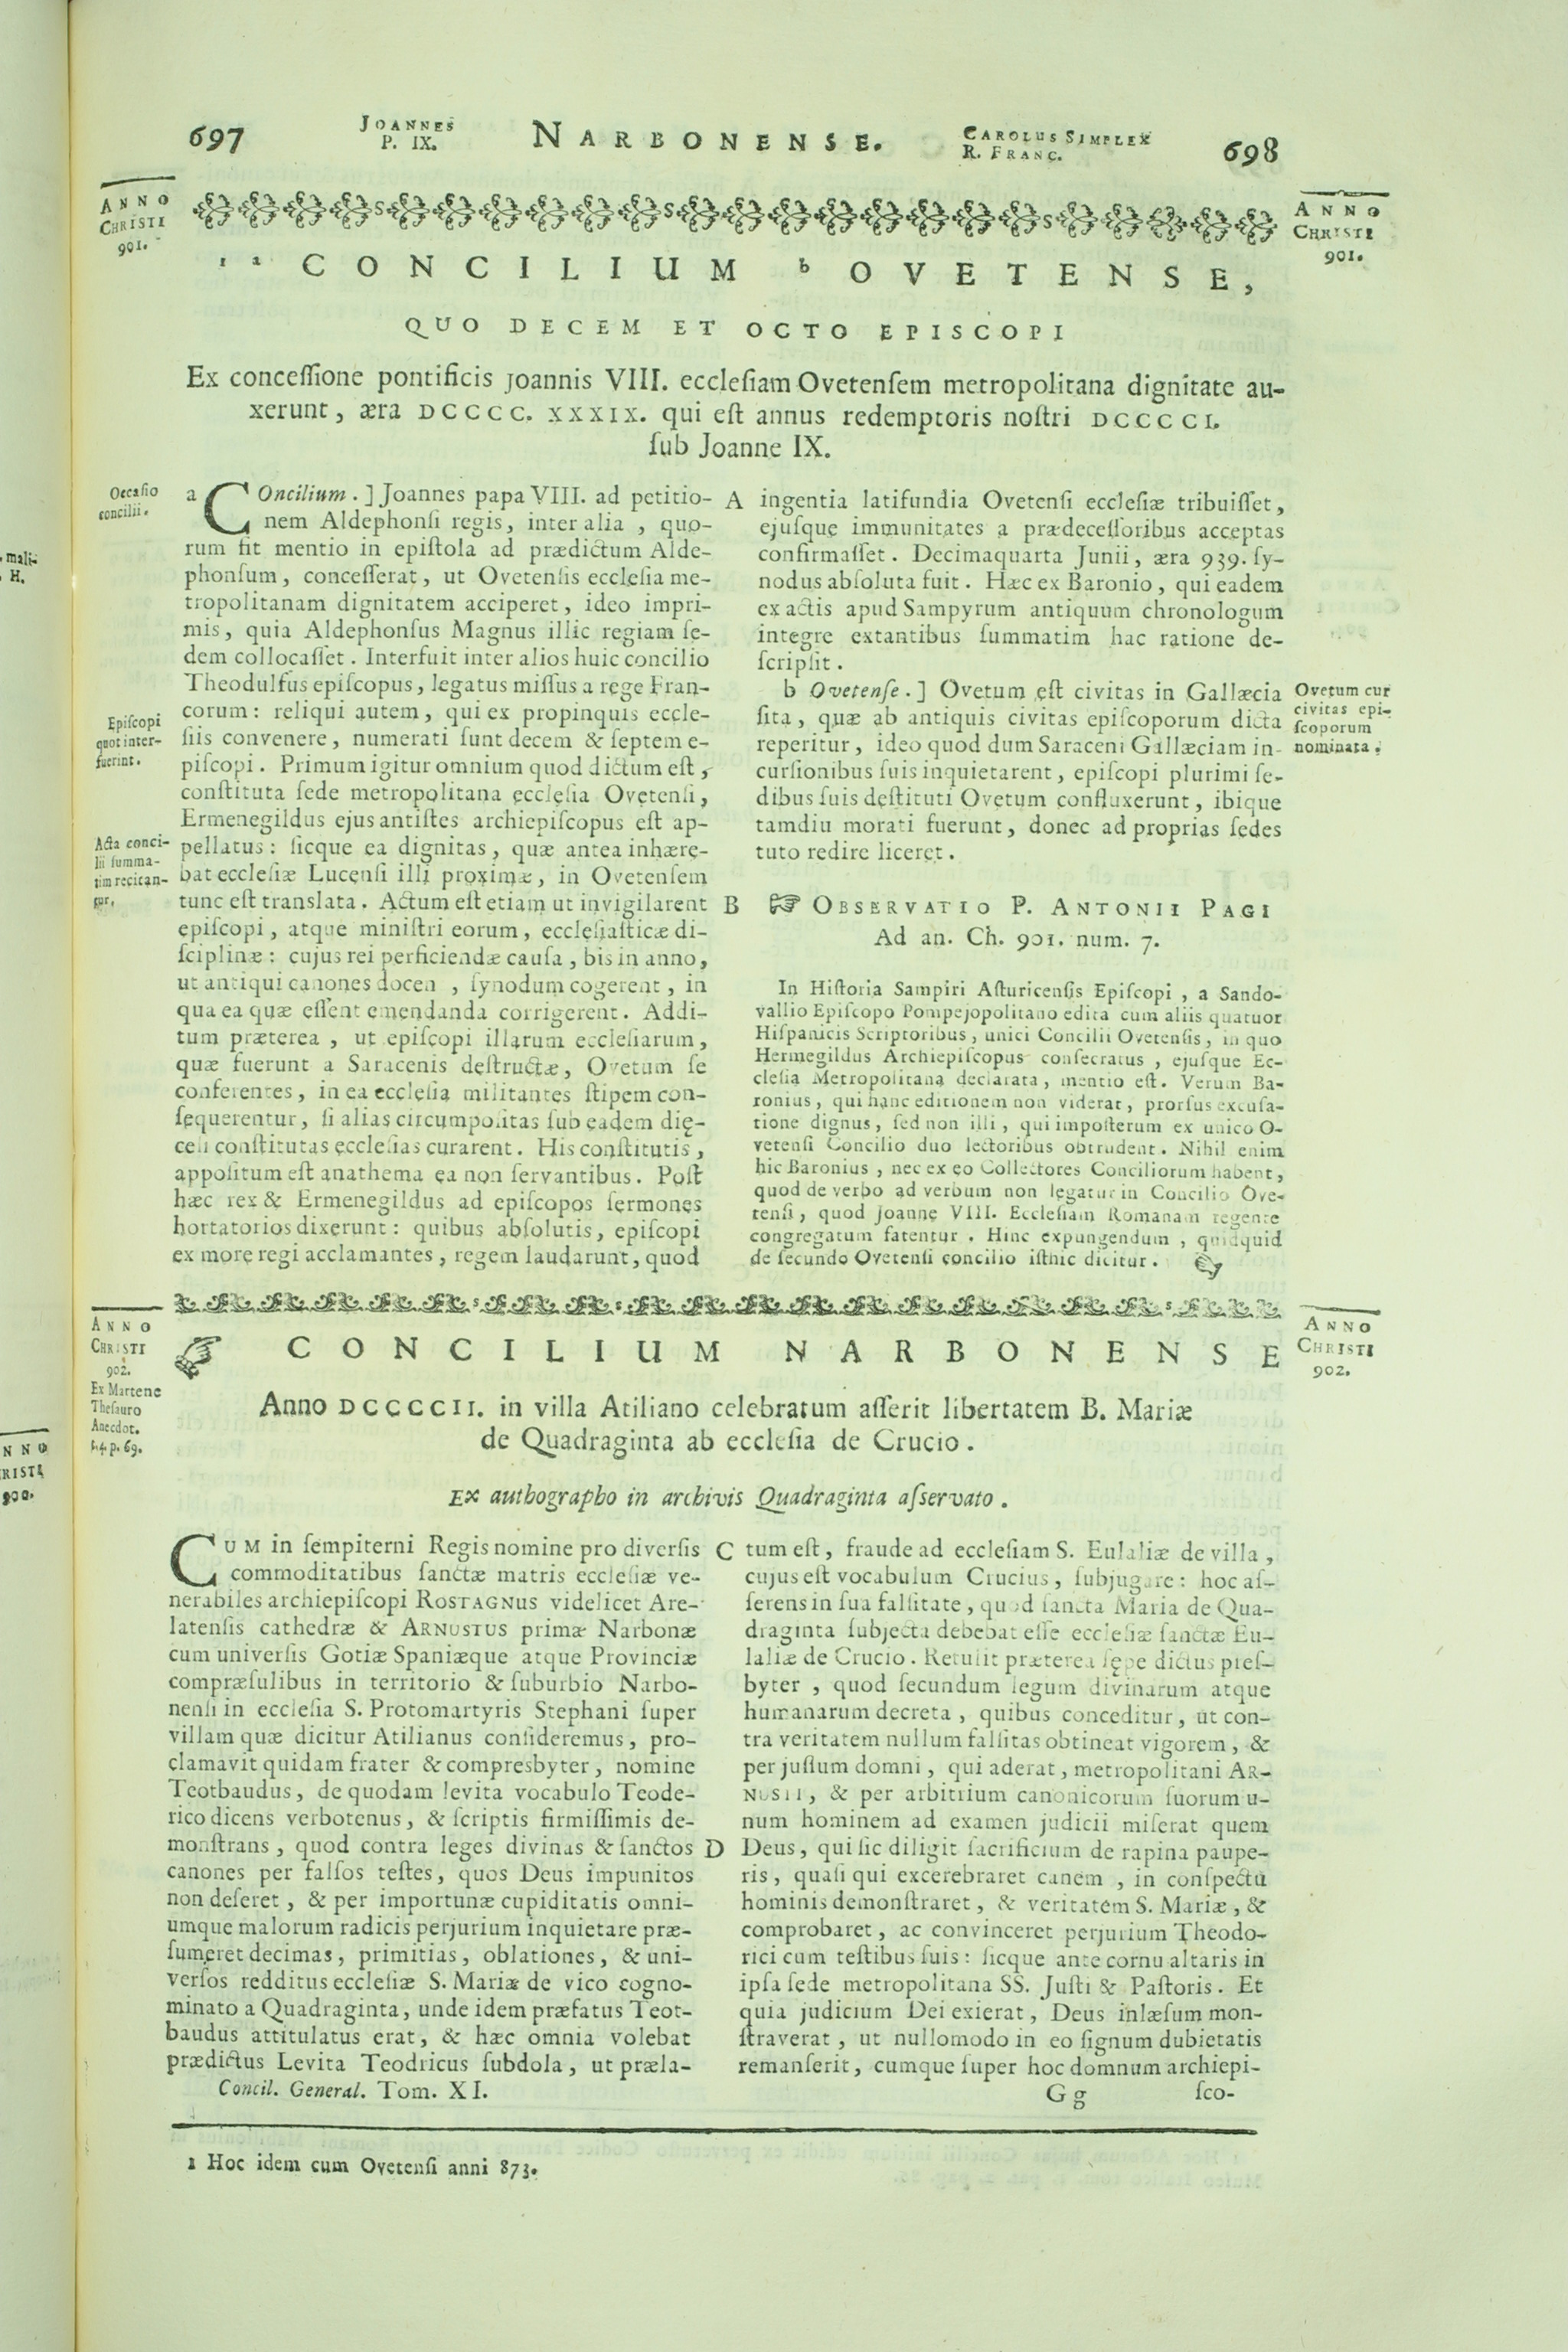 697
JOANNES
P. IX.
NARBONENSE.
CAROLUS SIMPLEX
R. FRANC.
698
ANNO
CHRISTI
901.
ANNO
CHRISTI
901.
1 a CONCILIUM b OVETENSE,
QUO DECEM ET OCTO EPISCOPI
Ex conceſſione pontificis Joannis VIII. eccleſiam Ovetenſem metropolitana dignitate au-
xerunt, æra DCCCC. XXXIX. qui eſt annus redemptoris noſtri DCCCCI.
ſub Joanne IX.
Occaſio
concilii.
a COncilium.] Joannes papa VIII. ad petitio-
nem Aldephonſi regis, inter alia, quo-
rum fit mentio in epiſtola ad prædictum Alde-
phonſum, conceſſerat, ut Ovetenſis eccleſia me-
tropolitanam dignitatem acciperet, ideo impri-
mis, quia Aldephonſus Magnus illic regiam ſe-
dem collocaſſet. Interfuit inter alios huic concilio
Theodulfus epiſcopus, legatus miſſus a rege Fran-
corum: reliqui autem, qui ex propinquis eccle-
ſiis convenere, numerati ſunt decem & ſeptem e-
piſcopi. Primum igitur omnium quod dictum eſt,
conſtituta ſede metropolitana eccleſia Ovetenſi,
Ermenegildus ejus antiſtes archiepiſcopus eſt ap-
pellatus: ſicque ea dignitas, quæ antea inhære-
bat eccleſiæ Lucenſi illi proximæ, in Ovetenſem
tunc eſt translata. Actum eſt etiam ut invigilarent
epiſcopi, atque miniſtri eorum, eccleſiaſticæ di-
ſciplinæ: cujus rei perficiendæ cauſa, bis in anno,
ut antiqui canones docen , ſynodum cogerent, in
qua ea quæ eſſent emendanda corrigerent. Addi-
tum præterea, ut epiſcopi illarum eccleſiarum,
quæ fuerunt a Saracenis deſtructæ, Ovetum ſe
conferentes, in ea eccleſia militantes ſtipem con-
ſequerentur, ſi alias circumpoſitas ſub eadem dię-
ceſi conſtitutas eccleſias curarent. His conſtitutis,
appoſitum eſt anathema ea non ſervantibus. Poſt
hæc rex & Ermenegildus ad epiſcopos ſermones
hortatorios dixerunt: quibus abſolutis, epiſcopi
ex more regi acclamantes, regem laudarunt, quod
Epiſcopi
quot inter-
fuerint.
Acta conci-
lii ſumma-
tim recitan-
tur.
A
B
ingentia latifundia Ovetenſi eccleſiæ tribuiſſet,
ejuſque immunitates a prædeceſſoribus acceptas
confirmaſſet. Decimaquarta Junii, æra 939. ſy-
nodus abſoluta fuit. Hæc ex Baronio, qui eadem
ex actis apud Sampyrum antiquum chronologum
integre extantibus ſummatim hac ratione de-
ſcripſit.
b Ovetenſe.] Ovetum eſt civitas in Gallæcia
ſita, quæ ab antiquis civitas epiſcoporum dicta
reperitur, ideo quod dum Saraceni Gallæciam in-
curſionibus ſuis inquietarent, epiſcopi plurimi ſe-
dibus ſuis deſtituti Ovetum confluxerunt, ibique
tamdiu morati fuerunt, donec ad proprias ſedes
tuto redire liceret.
Ovetum cur
civitas epi-
ſcoporum
nominata.
☞ OBSERVATIO P. ANTONII PAGI
Ad an. Ch. 901. num. 7.
In Hiſtoria Sampiri Aſturicenſis Epiſcopi, a Sando-
vallio Epiſcopo Pompejopolitano edita cum aliis quatuor
Hiſpanicis Scriptoribus, unici Concilii Ovetenſis, in quo
Hermegildus Archiepiſcopus conſecratus, ejuſque Ec-
cleſia Metropolitana declarata, mentio eſt. Verum Ba-
ronius, qui hanc editionem non viderat, prorſus excuſa-
tione dignus, ſed non illi, qui impoſterum ex unico O-
vetenſi Concilio duo lectoribus obtrudent. Nihil enim
hic Baronius, nec ex eo Collectores Conciliorum habent,
quod de verbo ad verbum non legatur in Concilio Ove-
tenſi, quod Joanne VIII. Eccleſiam Romanam regente
congregatum fatentur. Hinc expungendum, quidquid
de ſecundo Ovetenſi concilio iſthic dicitur.
ANNO
CHRISTI
902.
Ex Martene
Theſauro
Anecdot.
t.4. p. 69.
ANNO
CHRISTI
902.
☞ CONCILIUM NARBONENSE
Anno DCCCCII. in villa Atiliano celebratum aſſerit libertatem B. Mariæ
de Quadraginta ab eccleſia de Crucio.
Ex authographo in archivis Quadraginta aſservato.
CUM in ſempiterni Regis nomine pro diverſis
commoditatibus ſanctæ matris eccleſiæ ve-
nerabiles archiepiſcopi ROSTAGNUS videlicet Are-
latenſis cathedræ & ARNUSTUS primæ Narbonæ
cum univerſis Gotiæ Spaniæque atque Provinciæ
compræſulibus in territorio & ſuburbio Narbo-
nenſi in eccleſia S. Protomartyris Stephani ſuper
villam quæ dicitur Atilianus conſideremus, pro-
clamavit quidam frater & compresbyter, nomine
Teotbaudus, de quodam levita vocabulo Teode-
rico dicens verbotenus, & ſcriptis firmiſſimis de-
monſtrans, quod contra leges divinas & ſanctos
canones per falſos teſtes, quos Deus impunitos
non deſeret, & per importunæ cupiditatis omni-
umque malorum radicis perjurium inquietare præ-
ſumeret decimas, primitias, oblationes, & uni-
verſos redditus eccleſiæ S. Mariæ de vico cogno-
minato a Quadraginta, unde idem præfatus Teot-
baudus attitulatus erat, & hæc omnia volebat
prædictus Levita Teodricus ſubdola, ut præla-
C
D
tum eſt, fraude ad eccleſiam S. Eulaliæ de villa,
cujus eſt vocabulum Crucius, ſubjugare: hoc aſ-
ſerens in ſua falſitate, quod ſancta Maria de Qua-
draginta ſubjecta debebat eſſe eccleſiæ ſanctæ Eu-
laliæ de Crucio. Retulit præterea ſępe dictus preſ-
byter, quod ſecundum legum divinarum atque
humanarum decreta, quibus conceditur, ut con-
tra veritatem nullum falſitas obtineat vigorem, &
per juſſum domni, qui aderat, metropolitani AR-
NUSTI, & per arbitrium canonicorum ſuorum u-
num hominem ad examen judicii miſerat quem
Deus, qui ſic diligit ſacrificium de rapina paupe-
ris, quaſi qui excerebraret canem, in conſpectu
hominis demonſtraret, & veritatem S. Mariæ, &
comprobaret, ac convinceret perjurium Theodo-
rici cum teſtibus ſuis: ſicque ante cornu altaris in
ipſa ſede metropolitana SS. Juſti & Paſtoris. Et
quia judicium Dei exierat, Deus inlæſum mon-
ſtraverat, ut nullomodo in eo ſignum dubietatis
remanſerit, cumque ſuper hoc domnum archiepi-
Concil. General. Tom. XI.
Gg
ſco-
1 Hoc idem cum Ovetenſi anni 873.